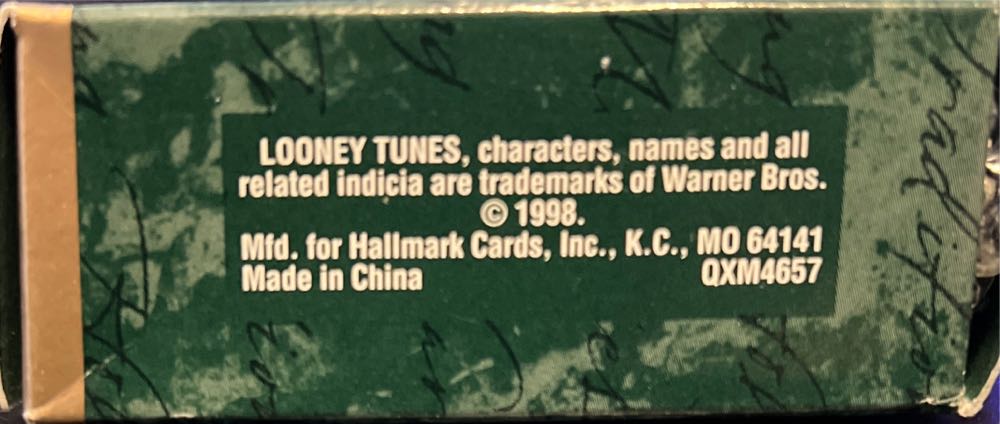 LOONEY TUNES, characters, names and all
related indicia are trademarks of Warner Bros.
© 1998.
Mfd. for Hallmark Cards, Inc., K.C., MO 64141
Made in China QXM4657